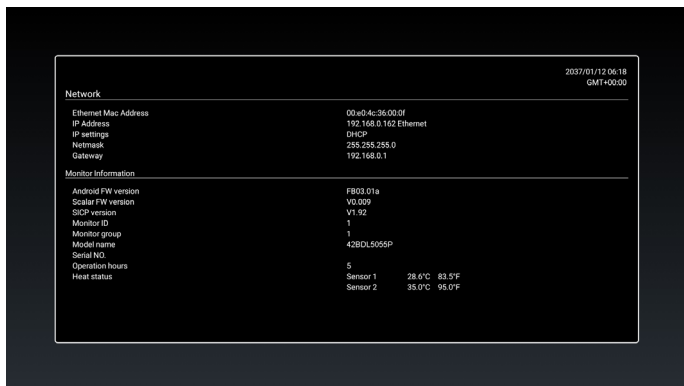 2037/01/12 06:18
GMT+00:00
Network
Ethernet Mac Address 00:e0:4c:36:00:0f
IP Address 192.168.0.162 Ethernet
IP settings DHCP
Netmask 255.255.255.0
Gateway 192.168.0.1
Monitor Information
Android FW version FB03.01a
Scalar FW version V0.009
SICP version V1.92
Monitor ID 1
Monitor group 1
Model name 42BDL5055P
Serial NO.
Operation hours 5
Heat status Sensor 1 28.6°C 83.5°F
Sensor 2 35.0°C 95.0°F